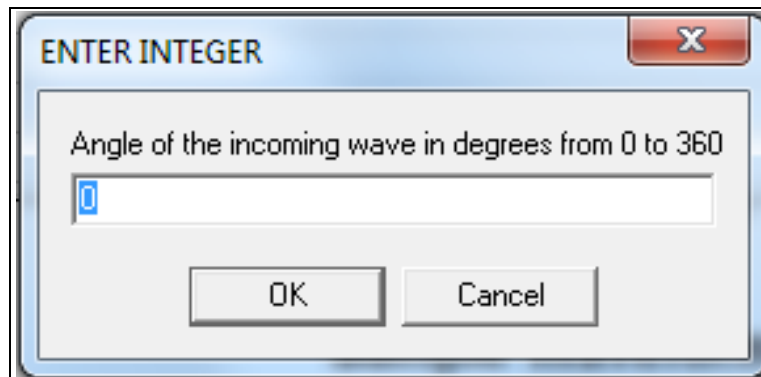 ENTER INTEGER
Angle of the incoming wave in degrees from 0 to 360
0
OK Cancel